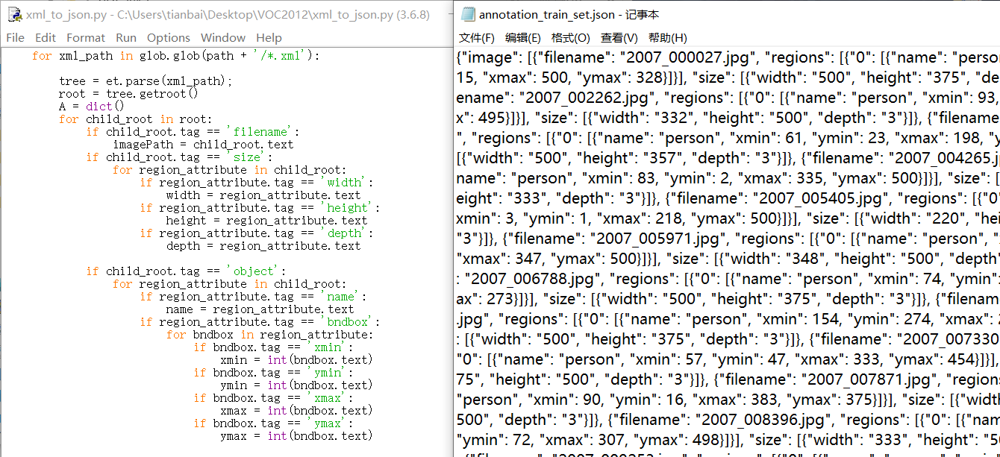 xml_to_json.py - C:\Users\tianbai\Desktop\VOC2012\xml_to_json.py (3.6.8)
File Edit Format Run Options Window Help
for xml_path in glob.glob(path + '/*.xml'):
tree = et.parse(xml_path);
root = tree.getroot()
A = dict()
for child_root in root:
if child_root.tag == 'filename':
imagePath = child_root.text
if child_root.tag == 'size':
for region_attribute in child_root:
if region_attribute.tag == 'width':
width = region_attribute.text
if region_attribute.tag == 'height':
height = region_attribute.text
if region_attribute.tag == 'depth':
depth = region_attribute.text
if child_root.tag == 'object':
for region_attribute in child_root:
if region_attribute.tag == 'name':
name = region_attribute.text
if region_attribute.tag == 'bndbox':
for bndbox in region_attribute:
if bndbox.tag == 'xmin':
xmin = int(bndbox.text)
if bndbox.tag == 'ymin':
ymin = int(bndbox.text)
if bndbox.tag == 'xmax':
xmax = int(bndbox.text)
if bndbox.tag == 'ymax':
ymax = int(bndbox.text)
annotation_train_set.json - 记事本
文件(F) 编辑(E) 格式(O) 查看(V) 帮助(H)
{"image": [{"filename": "2007_000027.jpg", "regions": [{"0": [{"name": "perso
15, "xmax": 500, "ymax": 328}]}], "size": [{"width": "500", "height": "375", "de
ename": "2007_002262.jpg", "regions": [{"0": [{"name": "person", "xmin": 93,
x": 495}]}], "size": [{"width": "332", "height": "500", "depth": "3"}]}, {"filenam
", "regions": [{"0": [{"name": "person", "xmin": 61, "ymin": 23, "xmax": 198, "y
[{"width": "500", "height": "357", "depth": "3"}]}, {"filename": "2007_004265.j
name": "person", "xmin": 83, "ymin": 2, "xmax": 335, "ymax": 500}]}], "size": [
eight": "333", "depth": "3"}]}, {"filename": "2007_005405.jpg", "regions": [{"0"
xmin": 3, "ymin": 1, "xmax": 218, "ymax": 500}]}], "size": [{"width": "220", "hei
"3"}]}, {"filename": "2007_005971.jpg", "regions": [{"0": [{"name": "person", "
"xmax": 347, "ymax": 500}]}], "size": [{"width": "348", "height": "500", "depth"
: "2007_006788.jpg", "regions": [{"0": [{"name": "person", "xmin": 74, "ymin":
ax": 273}]}], "size": [{"width": "500", "height": "375", "depth": "3"}]}, {"filenam
.jpg", "regions": [{"0": [{"name": "person", "xmin": 154, "ymin": 274, "xmax":
: [{"width": "500", "height": "375", "depth": "3"}]}, {"filename": "2007_007330
"0": [{"name": "person", "xmin": 57, "ymin": 47, "xmax": 333, "ymax": 454}]}],
75", "height": "500", "depth": "3"}]}, {"filename": "2007_007871.jpg", "regions
"person", "xmin": 90, "ymin": 16, "xmax": 383, "ymax": 375}]}], "size": [{"widt
500", "depth": "3"}]}, {"filename": "2007_008396.jpg", "regions": [{"0": [{"nam
"ymin": 72, "xmax": 307, "ymax": 498}]}], "size": [{"width": "333", "height": "5